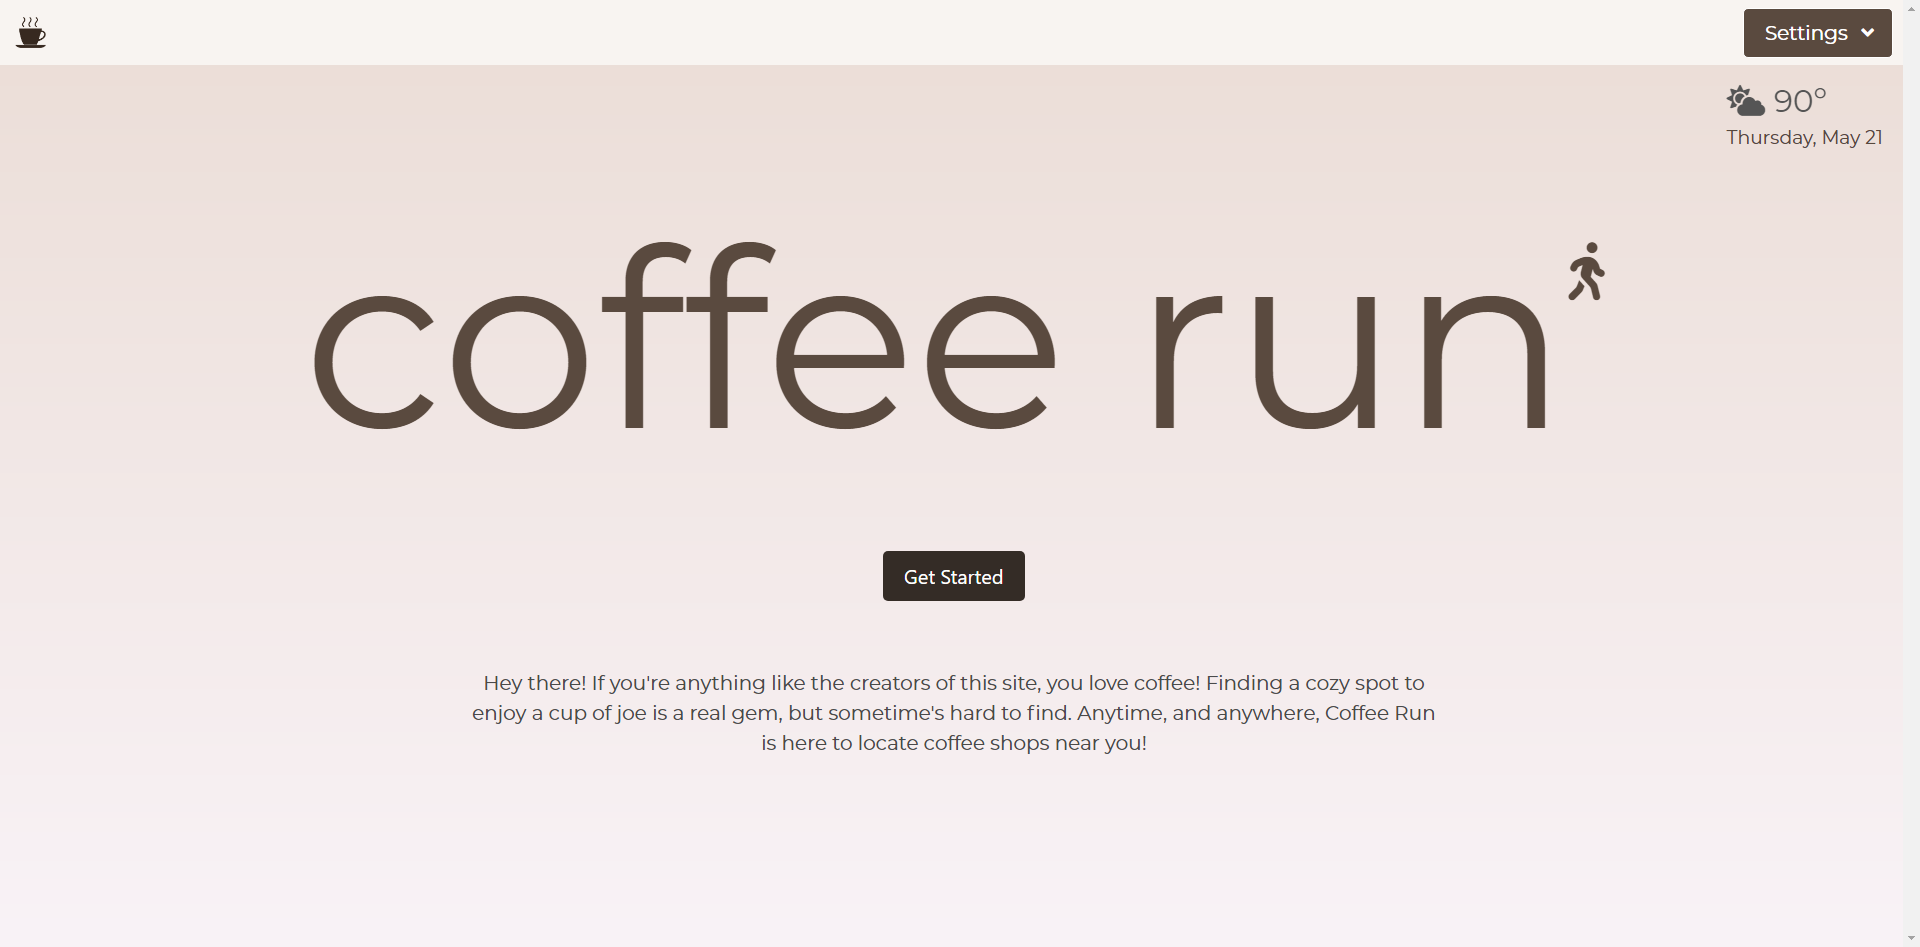 Settings
90°
Thursday, May 21
coffee run
Get Started
Hey there! If you're anything like the creators of this site, you love coffee! Finding a cozy spot to
enjoy a cup of joe is a real gem, but sometime's hard to find. Anytime, and anywhere, Coffee Run
is here to locate coffee shops near you!